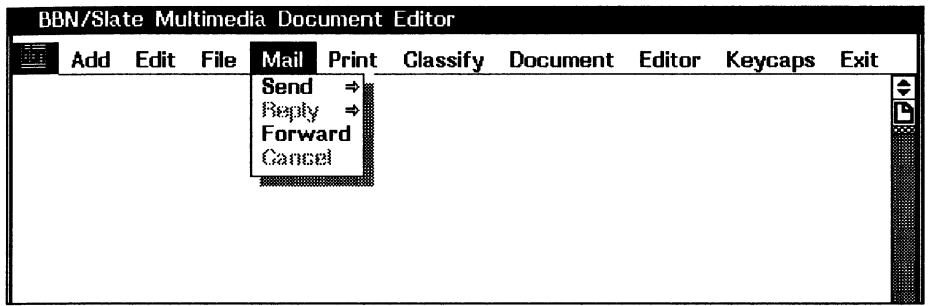 BBN/Slate Multimedia Document Editor
Add Edit File Mail Print Classify Document Editor Keycaps Exit
Send ⇒
Reply ⇒
Forward
Cancel